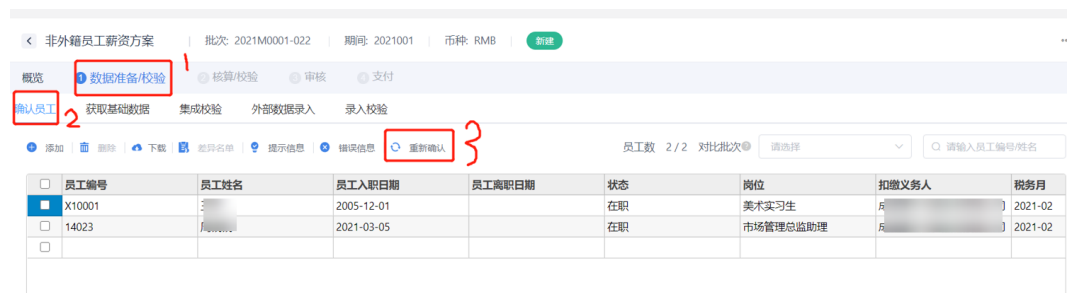 非外籍员工薪资方案 批次: 2021M0001-022 期间: 2021001 币种: RMB 新建
1
概览 1 数据准备/校验 2 核算/校验 3 审核 4 支付
确认员工 2 获取基础数据 集成校验 外部数据录入 录入校验
添加 删除 下载 差异名单 提示信息 错误信息 重新确认 3 员工数 2 / 2 对比批次 请选择 请输入员工编号/姓名
员工编号 员工姓名 员工入职日期 员工离职日期 状态 岗位 扣缴义务人 税务月
X10001 2005-12-01 在职 美术实习生 2021-02
14023 2021-03-05 在职 市场管理总监助理 2021-02